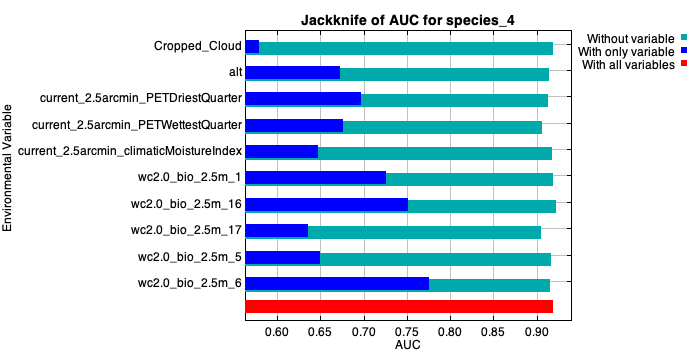 Jackknife of AUC for species_4
Without variable
With only variable
With all variables
Environmental Variable
Cropped_Cloud
alt
current_2.5arcmin_PETDriestQuarter
current_2.5arcmin_PETWettestQuarter
current_2.5arcmin_climaticMoistureIndex
wc2.0_bio_2.5m_1
wc2.0_bio_2.5m_16
wc2.0_bio_2.5m_17
wc2.0_bio_2.5m_5
wc2.0_bio_2.5m_6
0.60 0.65 0.70 0.75 0.80 0.85 0.90
AUC